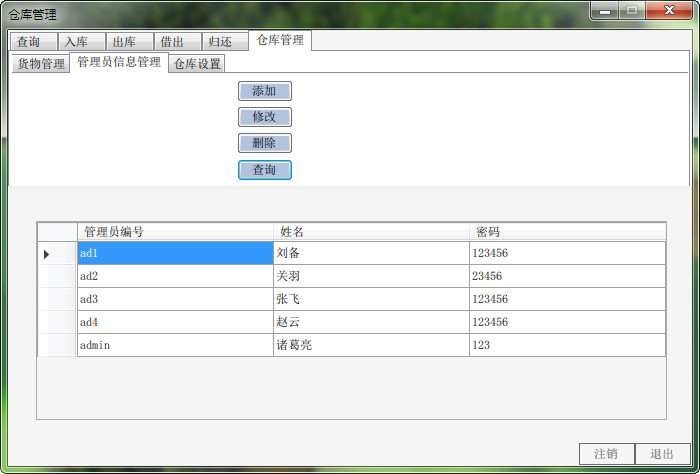 仓库管理
查询 入库 出库 借出 归还 仓库管理
货物管理 管理员信息管理 仓库设置
添加
修改
删除
查询
管理员编号 姓名 密码
ad1 刘备 123456
ad2 关羽 23456
ad3 张飞 123456
ad4 赵云 123456
admin 诸葛亮 123
注销 退出